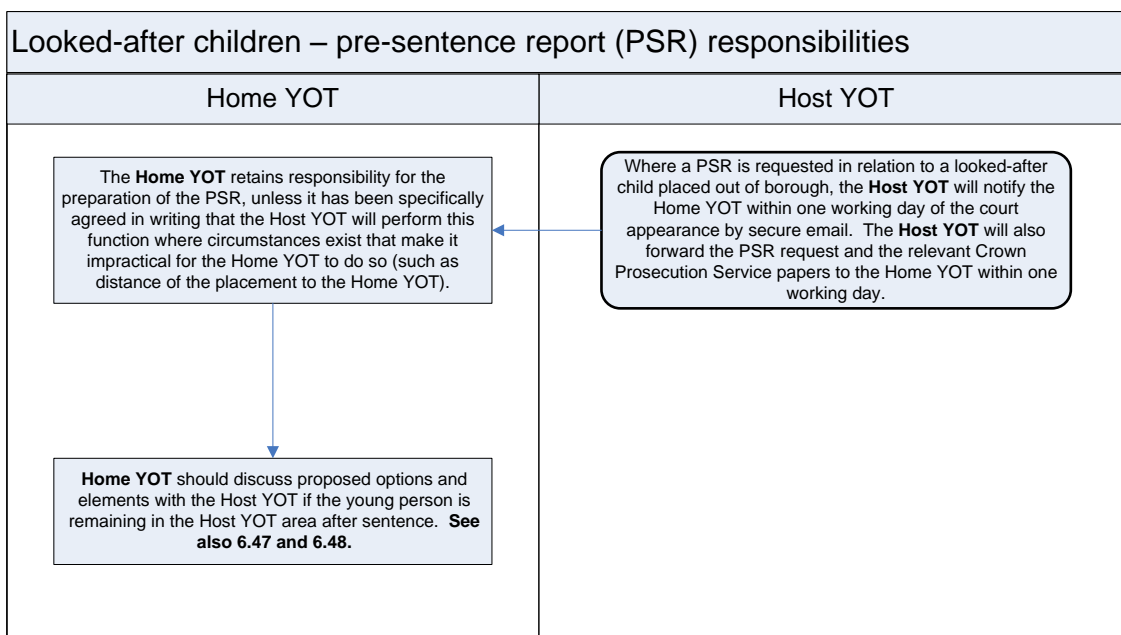 Looked-after children – pre-sentence report (PSR) responsibilities
Home YOT
Host YOT
The Home YOT retains responsibility for the
preparation of the PSR, unless it has been specifically
agreed in writing that the Host YOT will perform this
function where circumstances exist that make it
impractical for the Home YOT to do so (such as
distance of the placement to the Home YOT).
Where a PSR is requested in relation to a looked-after
child placed out of borough, the Host YOT will notify the
Home YOT within one working day of the court
appearance by secure email.  The Host YOT will also
forward the PSR request and the relevant Crown
Prosecution Service papers to the Home YOT within one
working day.
Home YOT should discuss proposed options and
elements with the Host YOT if the young person is
remaining in the Host YOT area after sentence.  See
also 6.47 and 6.48.